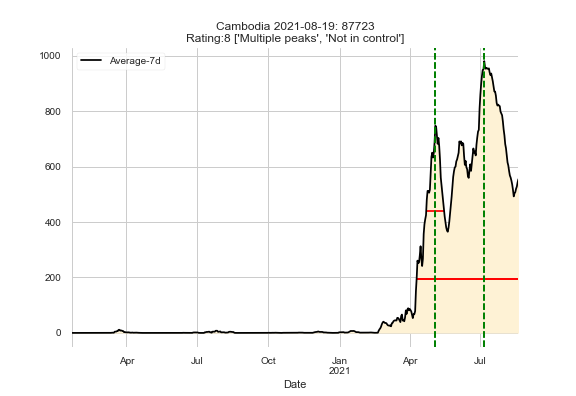 Cambodia 2021-08-19: 87723
Rating:8 ['Multiple peaks', 'Not in control']
Average-7d
1000
800
600
400
200
0
Apr
Jul
Oct
Jan
2021
Apr
Jul
Date